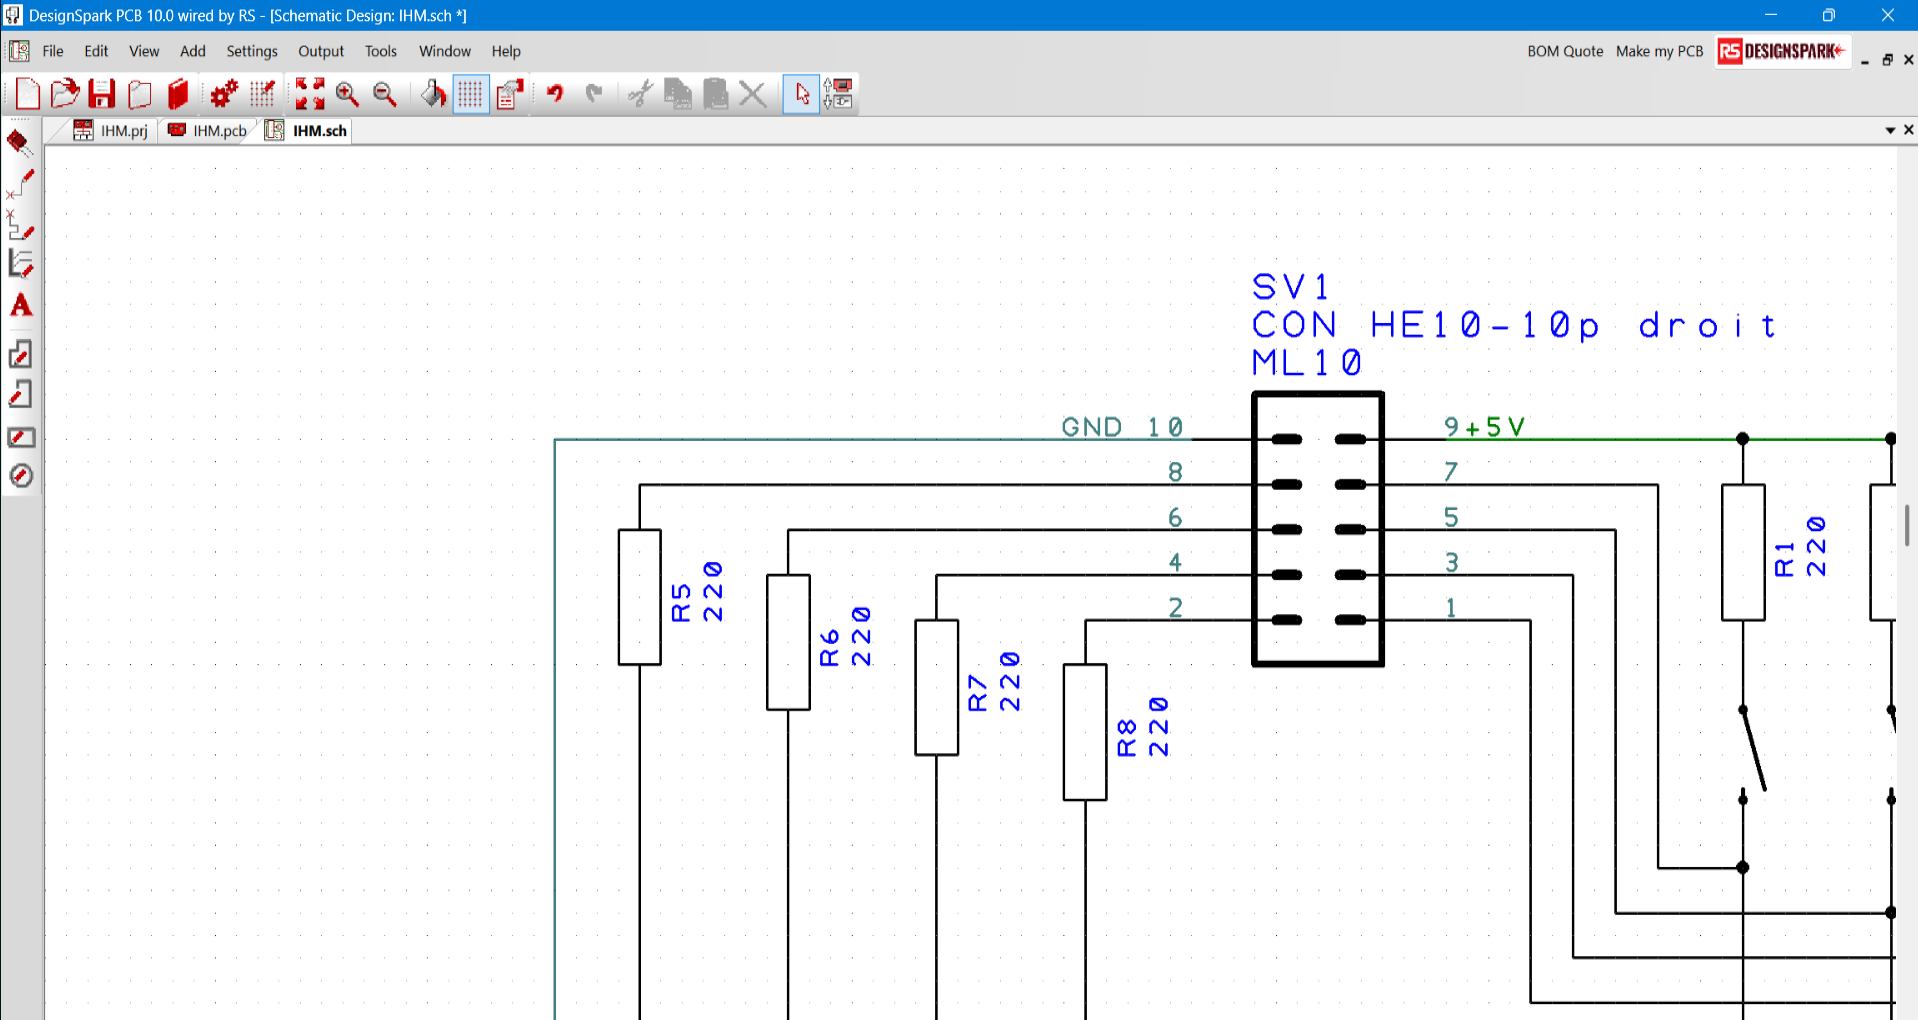 DesignSpark PCB 10.0 wired by RS - [Schematic Design: IHM.sch *]
File Edit View Add Settings Output Tools Window Help
BOM Quote Make my PCB RS DESIGNSPARK
IHM.prj IHM.pcb IHM.sch
SV1
CON HE10-10p droit
ML10
GND 10 9 +5V
8 7
6 5
4 3
2 1
R5
220
R6
220
R7
220
R8
220
R1
220